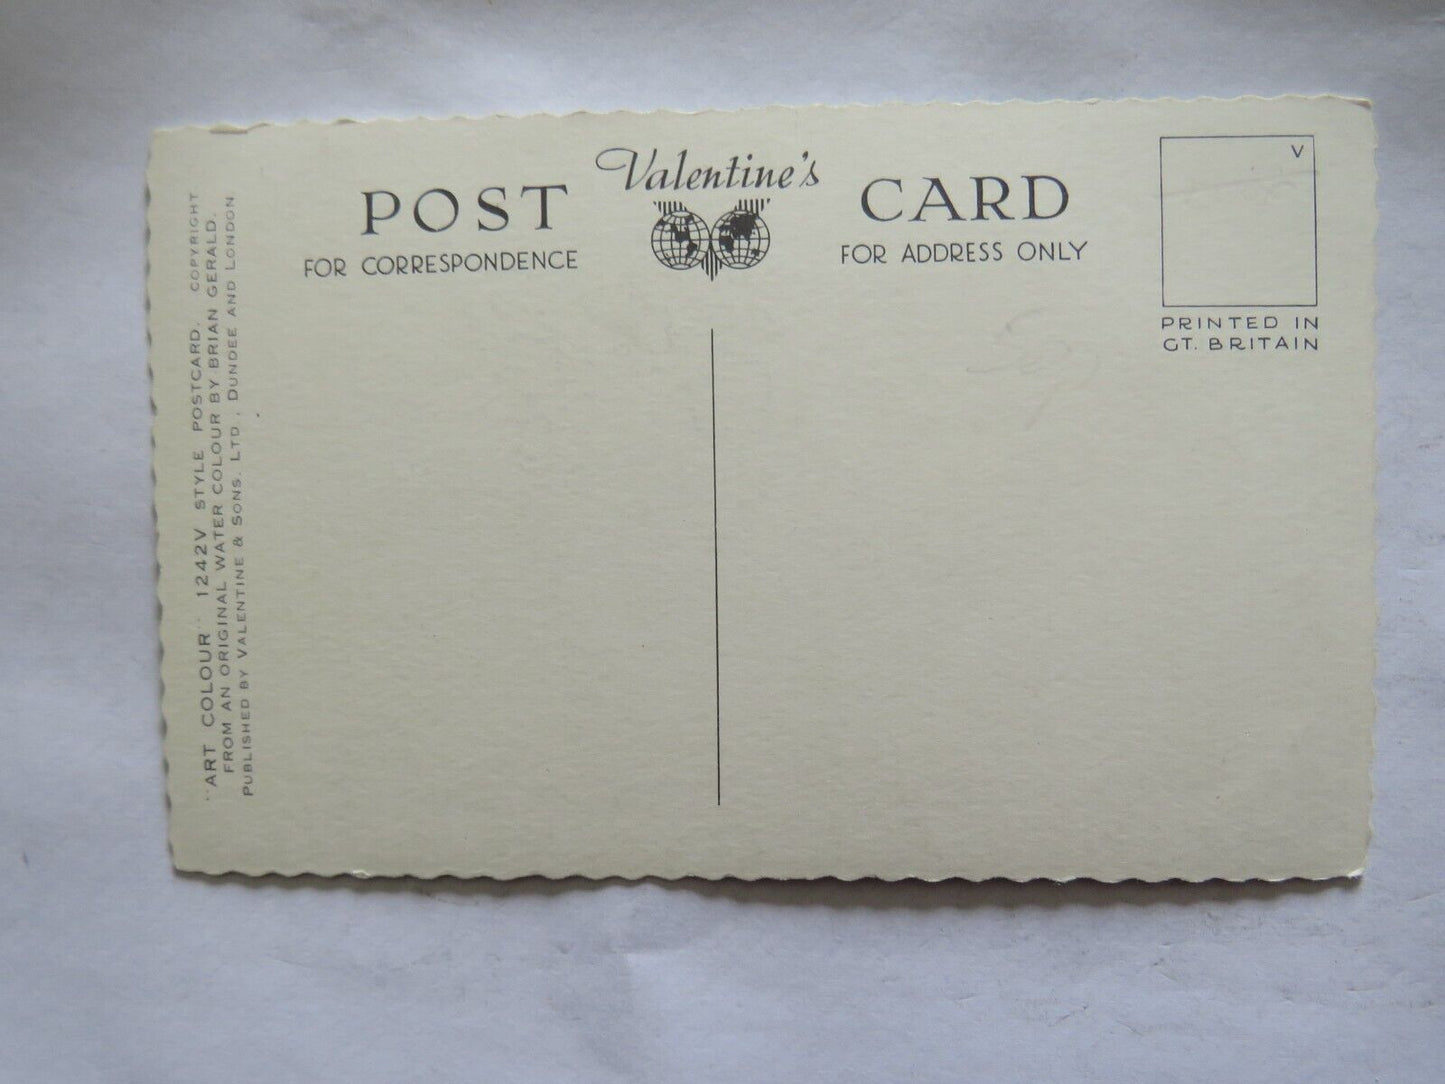 Valentine's
POST CARD
FOR CORRESPONDENCE
FOR ADDRESS ONLY
V
PRINTED IN
GT. BRITAIN
"ART COLOUR" 1242V STYLE POSTCARD. COPYRIGHT
FROM AN ORIGINAL WATER COLOUR BY BRIAN GERALD.
PUBLISHED BY VALENTINE & SONS. LTD., DUNDEE AND LONDON